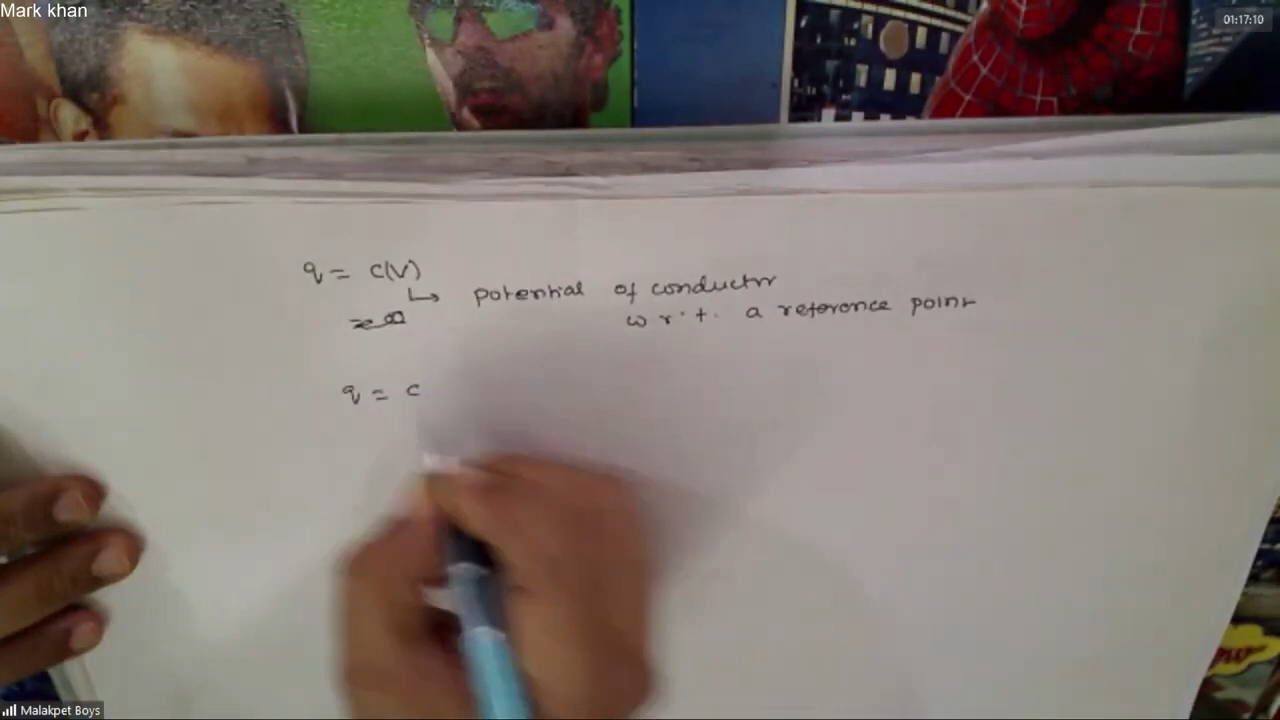 Mark khan
01:17:10
q = C(V)
↳ potential of conductor
w r.t. a reference point
q = C
Malakpet Boys